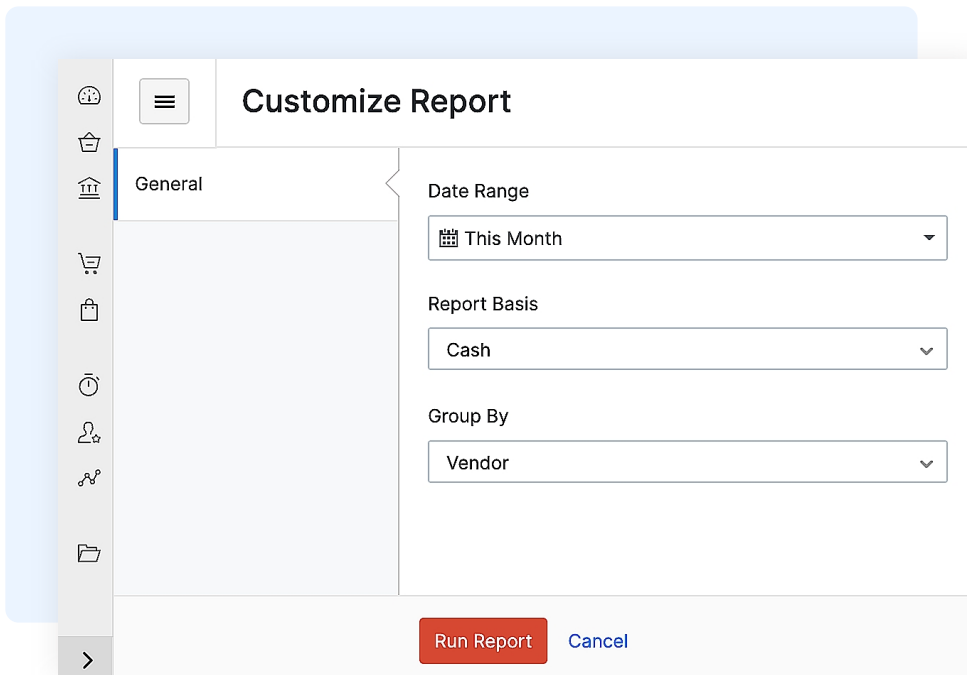 Customize Report
General
Date Range
This Month
Report Basis
Cash
Group By
Vendor
Run Report
Cancel